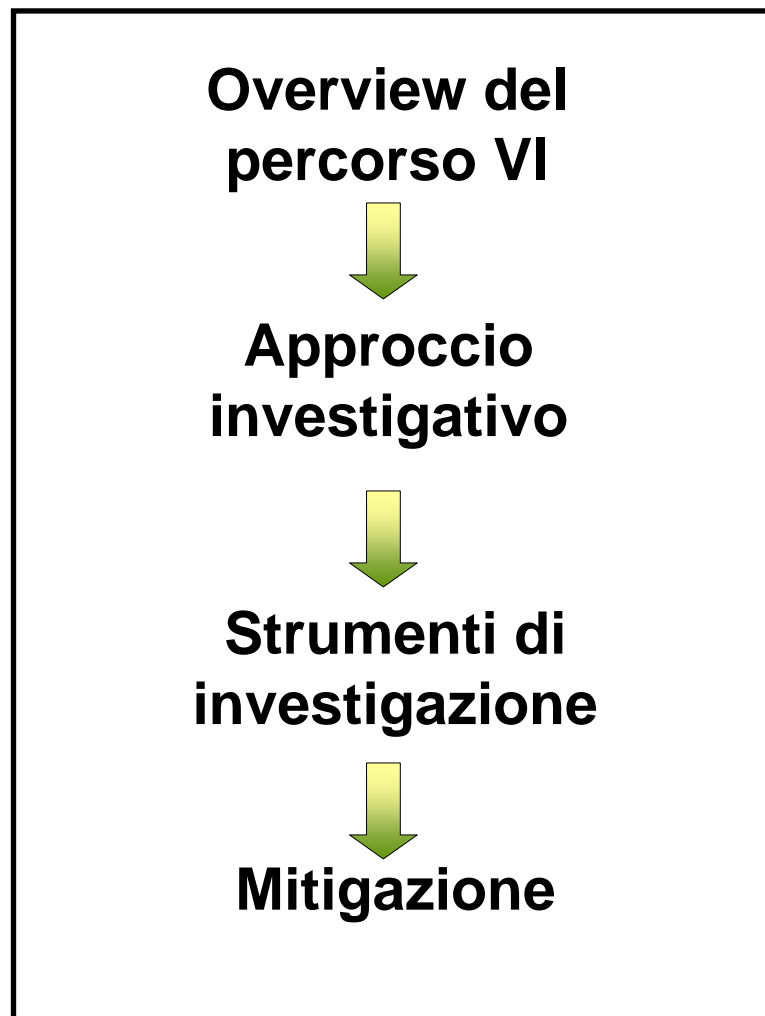 Overview del
percorso VI
Approccio
investigativo
Strumenti di
investigazione
Mitigazione